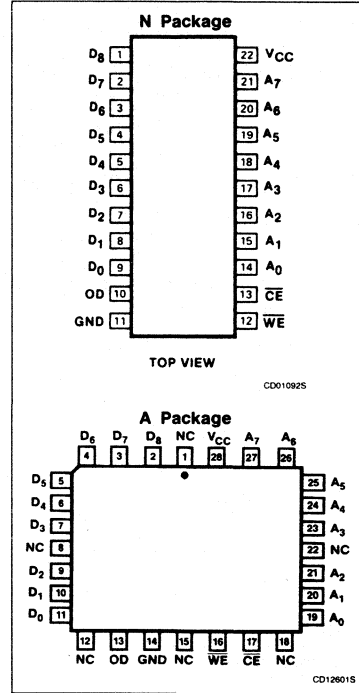 N Package
D8 1 22 VCC
D7 2 21 A7
D6 3 20 A6
D5 4 19 A5
D4 5 18 A4
D3 6 17 A3
D2 7 16 A2
D1 8 15 A1
D0 9 14 A0
OD 10 13 C̅E̅
GND 11 12 W̅E̅
TOP VIEW
CD01092S
A Package
D6 D7 D8 NC VCC A7 A6
4 3 2 1 28 27 26
D5 5 25 A5
D4 6 24 A4
D3 7 23 A3
NC 8 22 NC
D2 9 21 A2
D1 10 20 A1
D0 11 19 A0
12 13 14 15 16 17 18
NC OD GND NC W̅E̅ C̅E̅ NC
CD12601S